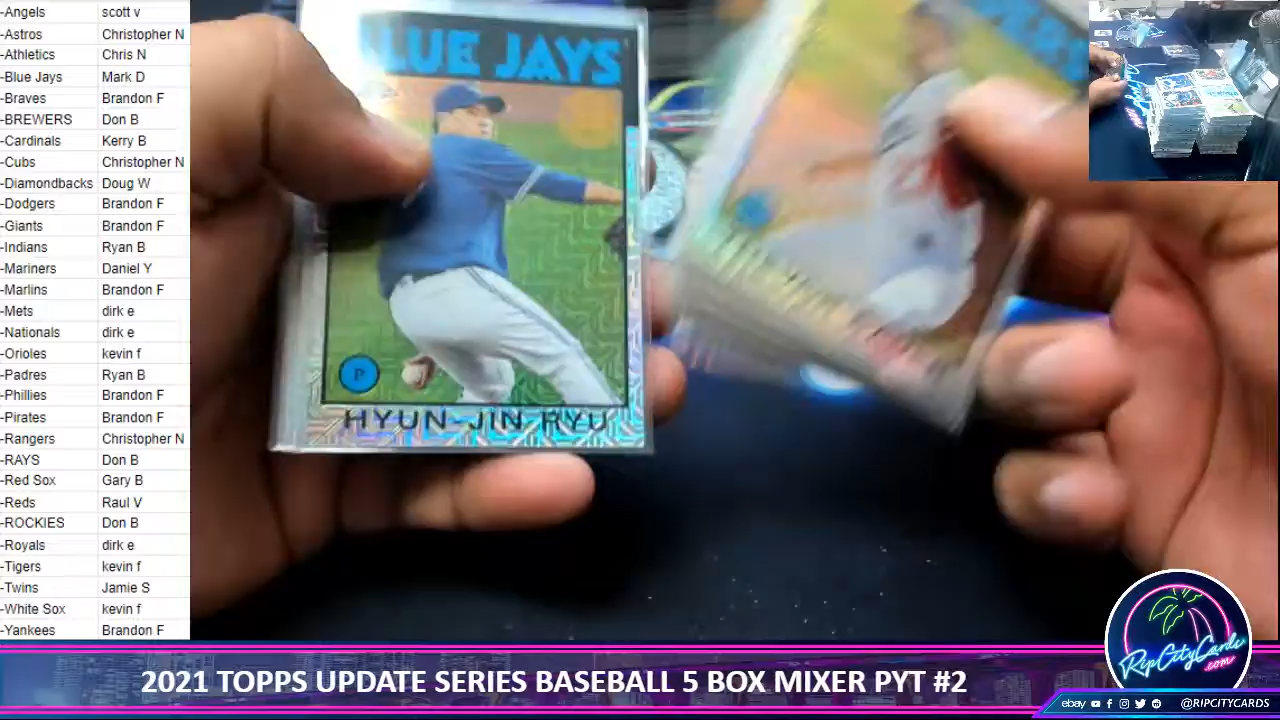 -Angels scott v
-Astros Christopher N
-Athletics Chris N
-Blue Jays Mark D
-Braves Brandon F
-BREWERS Don B
-Cardinals Kerry B
-Cubs Christopher N
-Diamondbacks Doug W
-Dodgers Brandon F
-Giants Brandon F
-Indians Ryan B
-Mariners Daniel Y
-Marlins Brandon F
-Mets dirk e
-Nationals dirk e
-Orioles kevin f
-Padres Ryan B
-Phillies Brandon F
-Pirates Brandon F
-Rangers Christopher N
-RAYS Don B
-Red Sox Gary B
-Reds Raul V
-ROCKIES Don B
-Royals dirk e
-Tigers kevin f
-Twins Jamie S
-White Sox kevin f
-Yankees Brandon F
BLUE JAYS
P
HYUN-JIN RYU
2021 TOPPS UPDATE SERIES BASEBALL 5 BOX MIXER PYT #2
RipCityCards
.com
ebay @RIPCITYCARDS